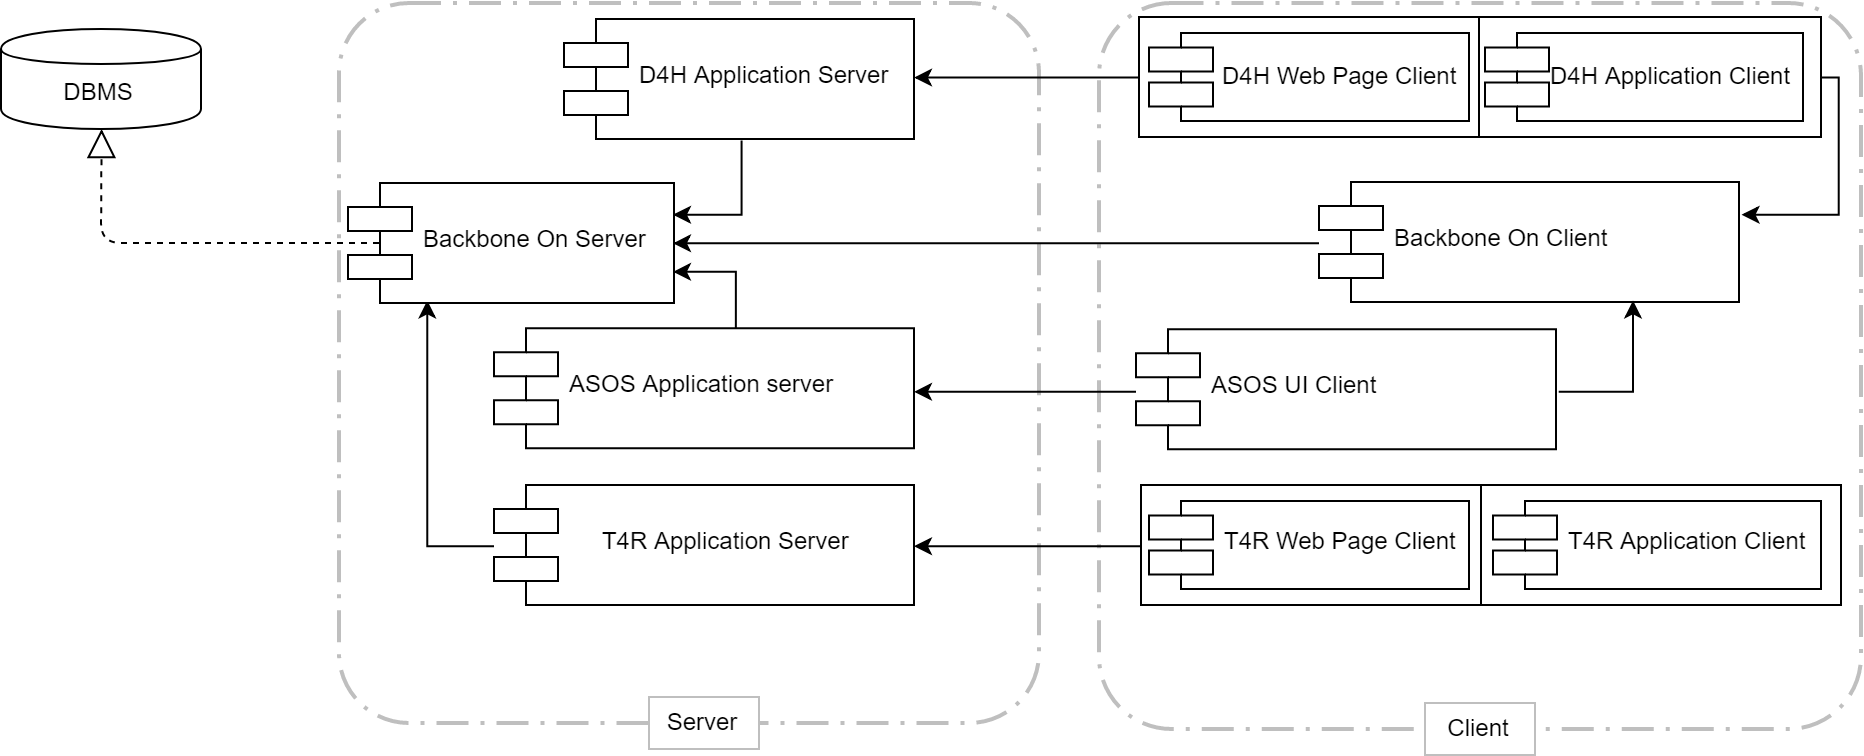 DBMS
D4H Application Server
D4H Web Page Client
D4H Application Client
Backbone On Server
Backbone On Client
ASOS Application server
ASOS UI Client
T4R Application Server
T4R Web Page Client
T4R Application Client
Server
Client